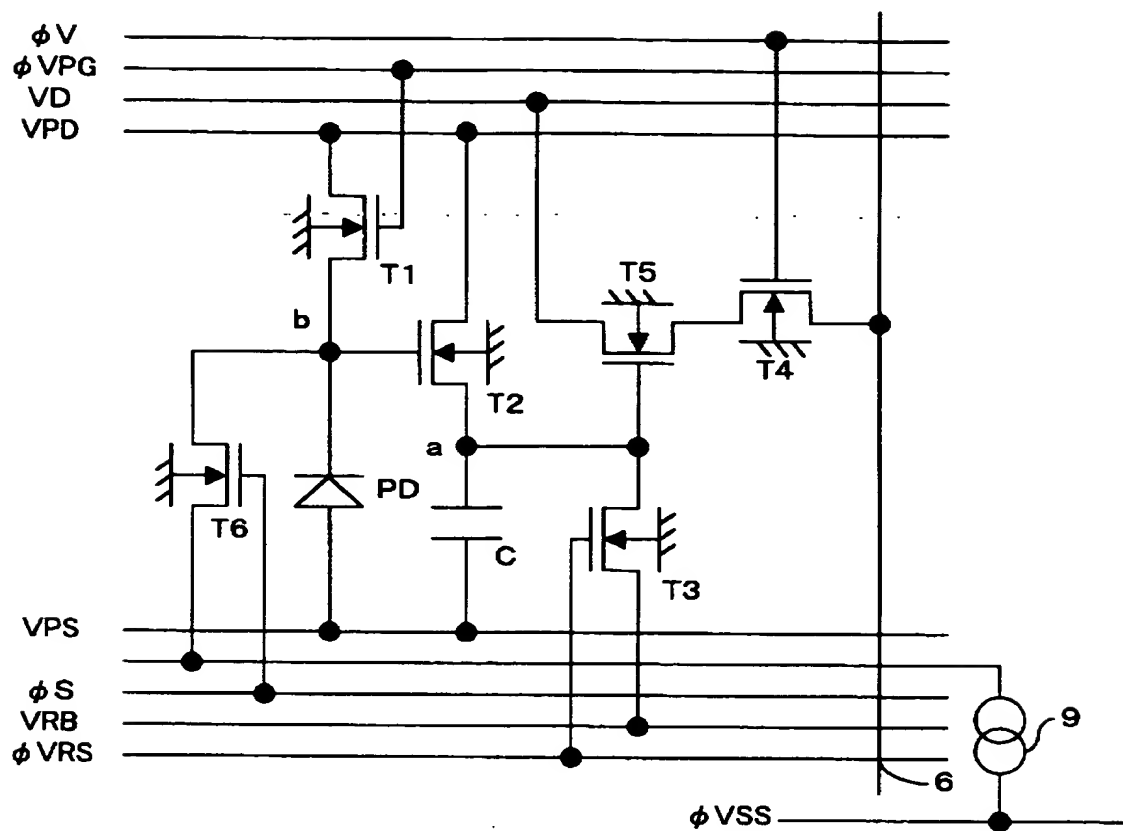 φV
φVPG
VD
VPD
T1
T5
b
T4
T2
a
PD
T6
C
T3
VPS
φS
VRB
9
φVRS
6
φVSS